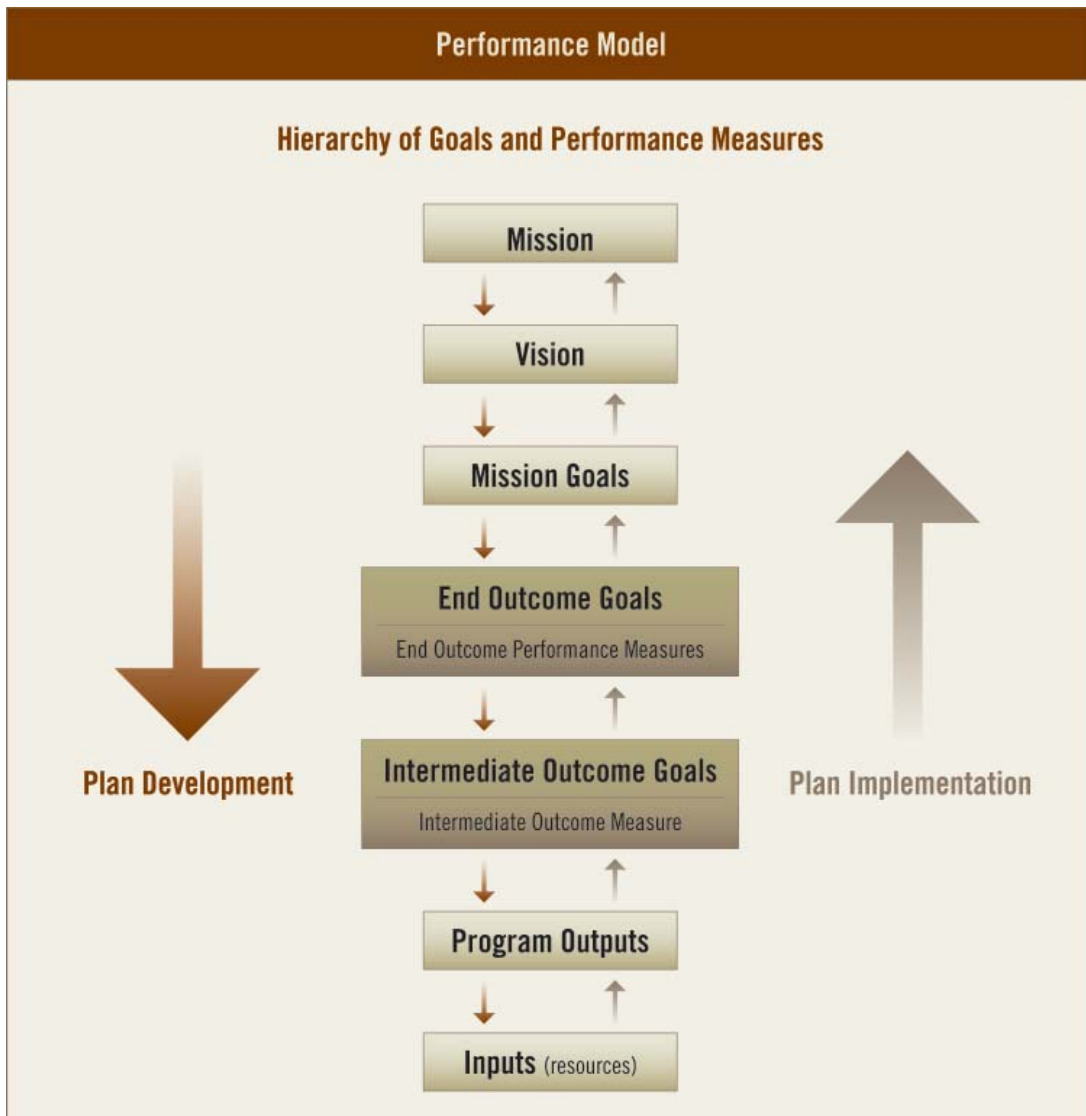 Performance Model
Hierarchy of Goals and Performance Measures
Mission
Vision
Mission Goals
End Outcome Goals
End Outcome Performance Measures
Intermediate Outcome Goals
Intermediate Outcome Measure
Program Outputs
Inputs (resources)
Plan Development
Plan Implementation